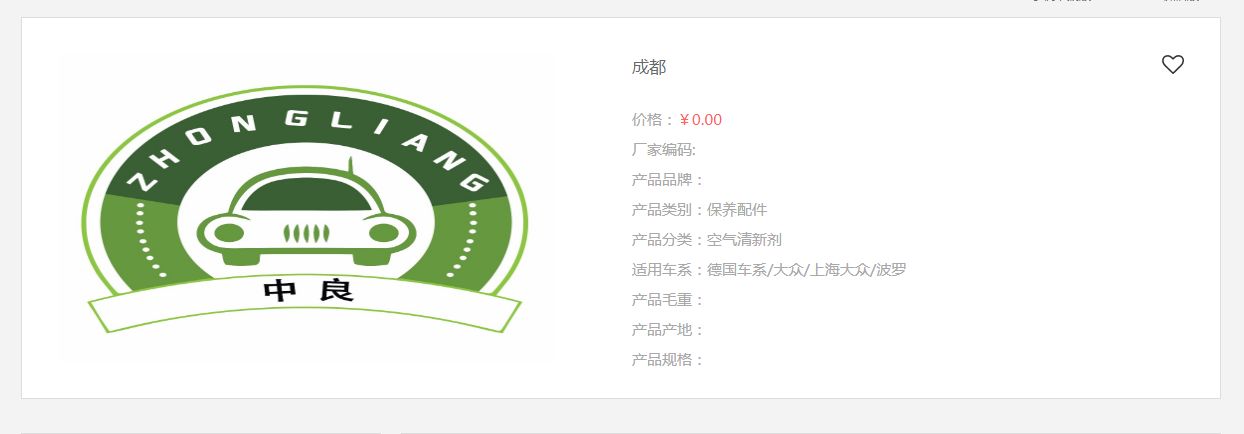 ZHONGLIANG
中良
成都
价格：￥0.00
厂家编码:
产品品牌：
产品类别：保养配件
产品分类：空气清新剂
适用车系：德国车系/大众/上海大众/波罗
产品毛重：
产品产地：
产品规格：